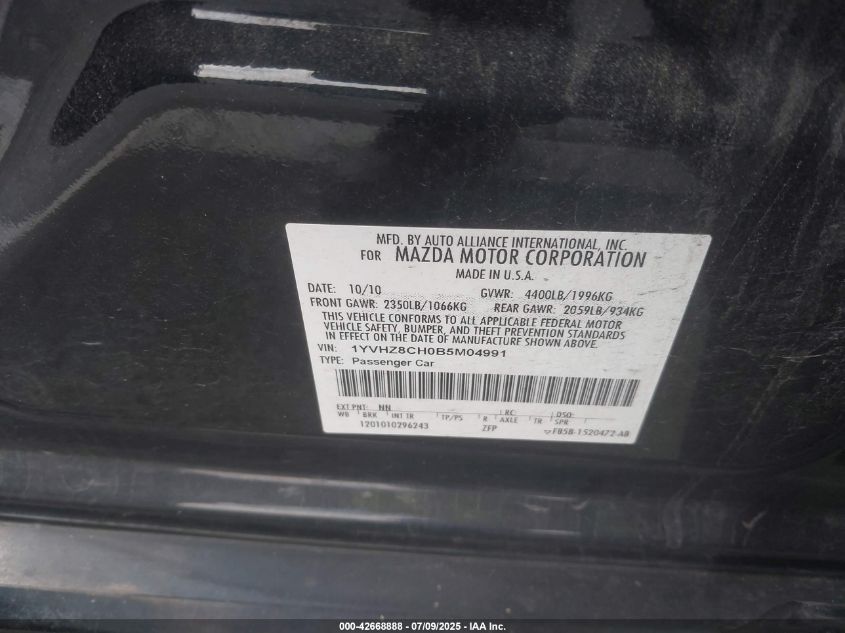 MFD. BY AUTO ALLIANCE INTERNATIONAL, INC.
FOR MAZDA MOTOR CORPORATION
MADE IN U.S.A.
DATE: 10/10 GVWR: 4400LB/1996KG
FRONT GAWR: 2350LB/1066KG REAR GAWR: 2059LB/934KG
THIS VEHICLE CONFORMS TO ALL APPLICABLE FEDERAL MOTOR
VEHICLE SAFETY, BUMPER, AND THEFT PREVENTION STANDARDS
IN EFFECT ON THE DATE OF MANUFACTURE SHOWN ABOVE.
VIN: 1YVHZ8CH0B5M04991
TYPE: Passenger Car
EXT PNT: NN RC: DSO:
WB BRK INT TR TP/PS R AXLE TR SPR
1201010296243 ZFP F85B-1520472-AB
000-42668888 | 07/09/2025 - IAA Inc.